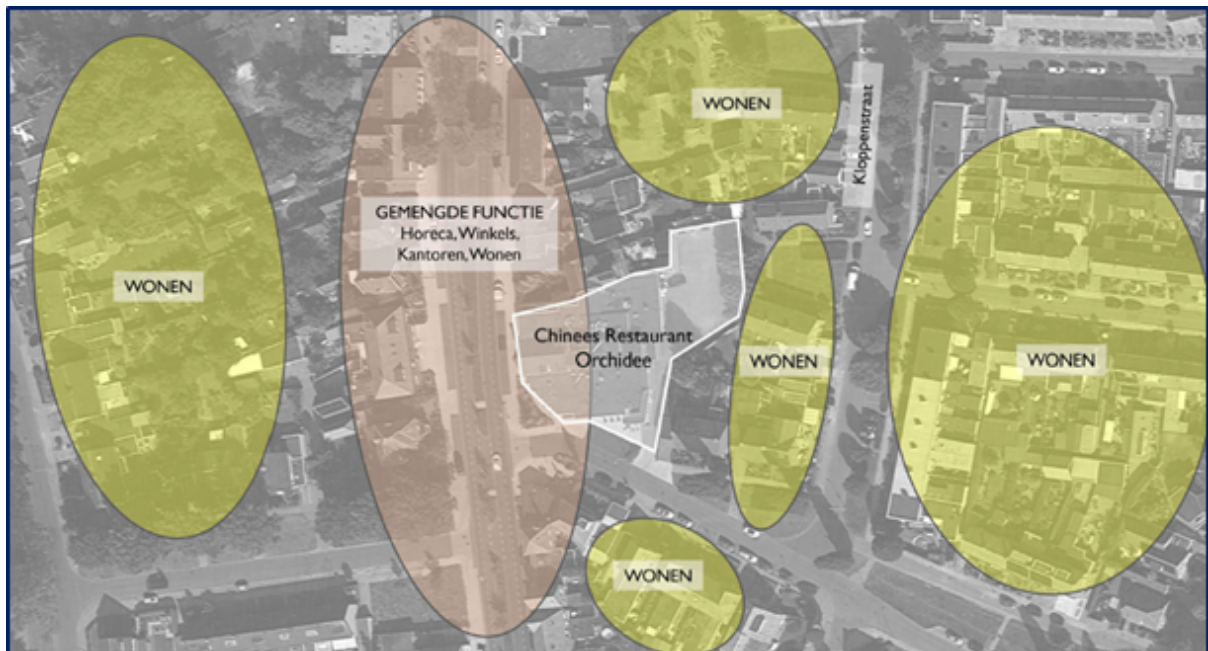 WONEN
Kloppenstraat
GEMENGDE FUNCTIE
Horeca, Winkels,
Kantoren, Wonen
WONEN
Chinees Restaurant
Orchidee
WONEN
WONEN
WONEN